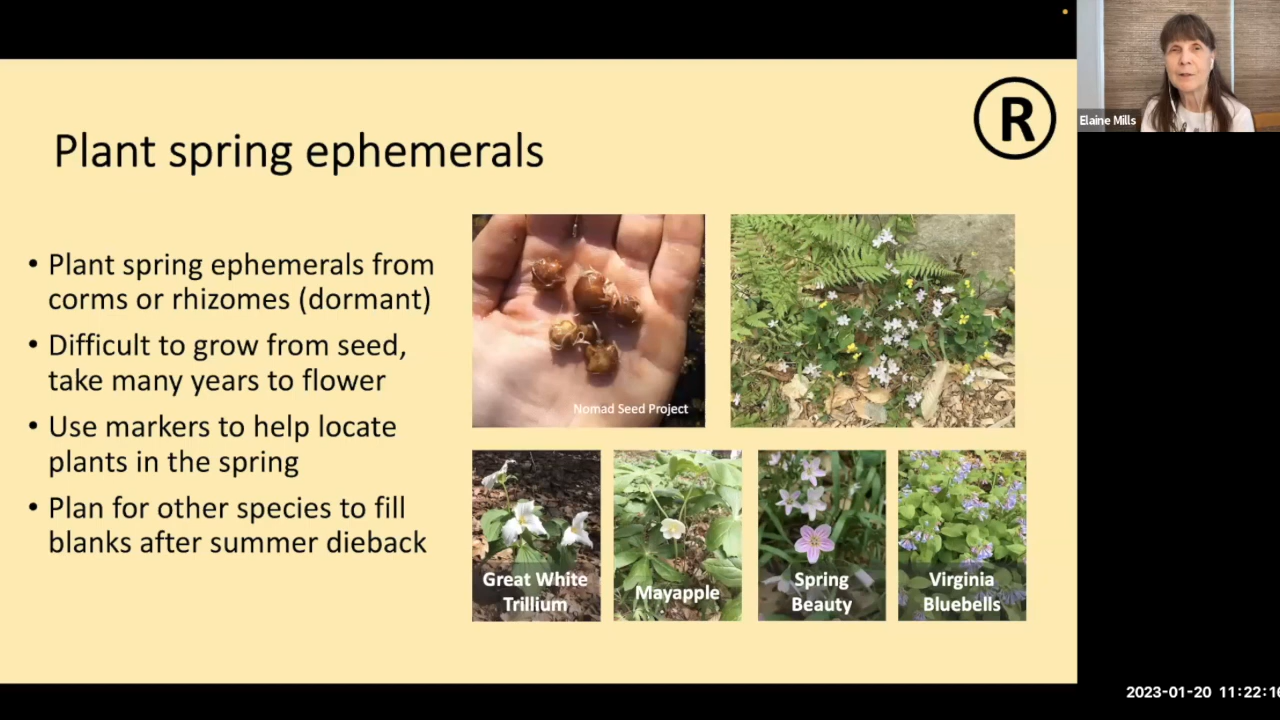 Plant spring ephemerals
R
Elaine Mills
• Plant spring ephemerals from
corms or rhizomes (dormant)
• Difficult to grow from seed,
take many years to flower
• Use markers to help locate
plants in the spring
• Plan for other species to fill
blanks after summer dieback
Nomad Seed Project
Great White
Trillium
Mayapple
Spring
Beauty
Virginia
Bluebells
2023-01-20 11:22:16